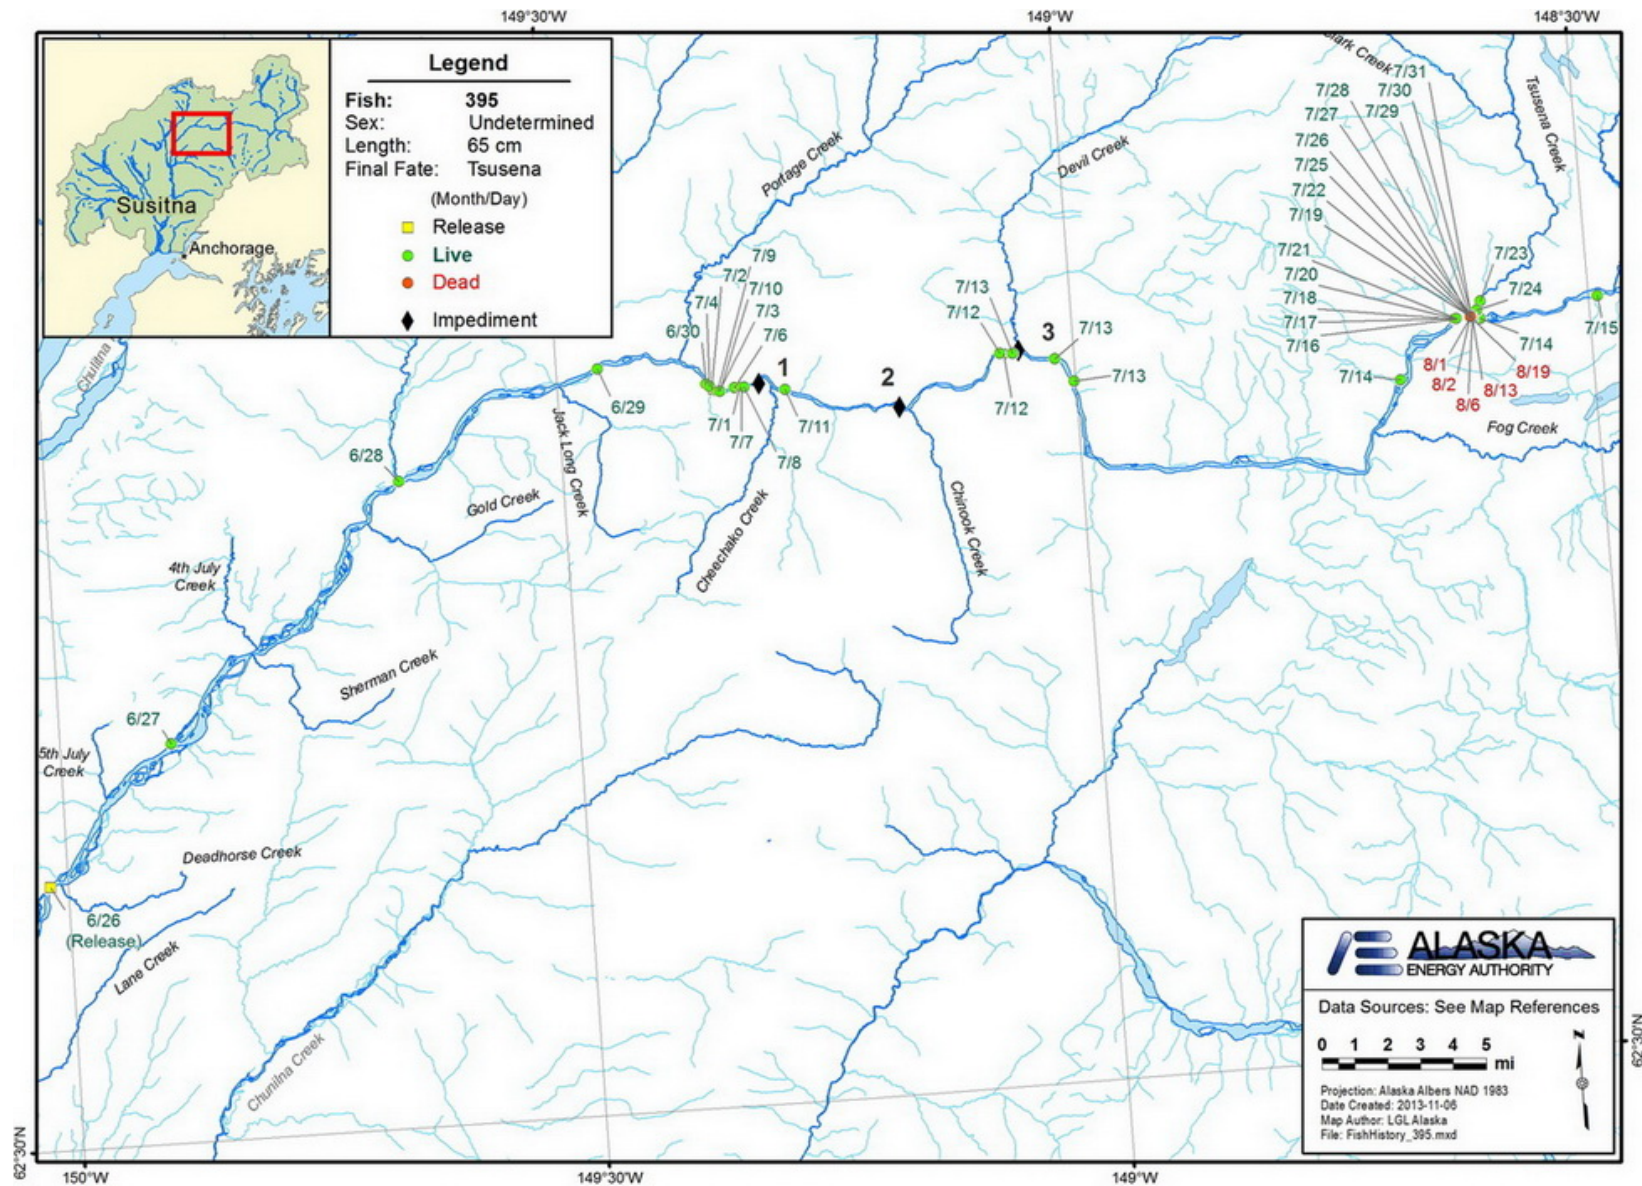 149°30'W
149°W
148°30'W
Susitna
Anchorage
Legend
Fish: 395
Sex: Undetermined
Length: 65 cm
Final Fate: Tsusena
(Month/Day)
Release
Live
Dead
Impediment
Chulitna
Portage Creek
Devil Creek
Clark Creek
Tsusena Creek
7/31
7/28
7/30
7/27
7/29
7/26
7/25
7/22
7/19
7/21
7/20
7/18
7/17
7/16
7/23
7/24
7/15
7/14
7/14
8/1
8/2
8/6
8/13
8/19
Fog Creek
7/9
7/2
7/10
7/4
7/3
6/30
7/6
7/13
7/12
3
7/13
7/13
7/12
1
2
6/29
7/1
7/7
7/11
7/8
6/28
Jack Long Creek
Gold Creek
Cheechako Creek
Chinook Creek
4th July
Creek
Sherman Creek
6/27
5th July
Creek
Deadhorse Creek
6/26
(Release)
Lane Creek
Chunilna Creek
ALASKA
ENERGY AUTHORITY
Data Sources: See Map References
0 1 2 3 4 5
mi
N
Projection: Alaska Albers NAD 1983
Date Created: 2013-11-06
Map Author: LGL Alaska
File: FishHistory_395.mxd
62°30'N
62°30'N
150°W
149°30'W
149°W